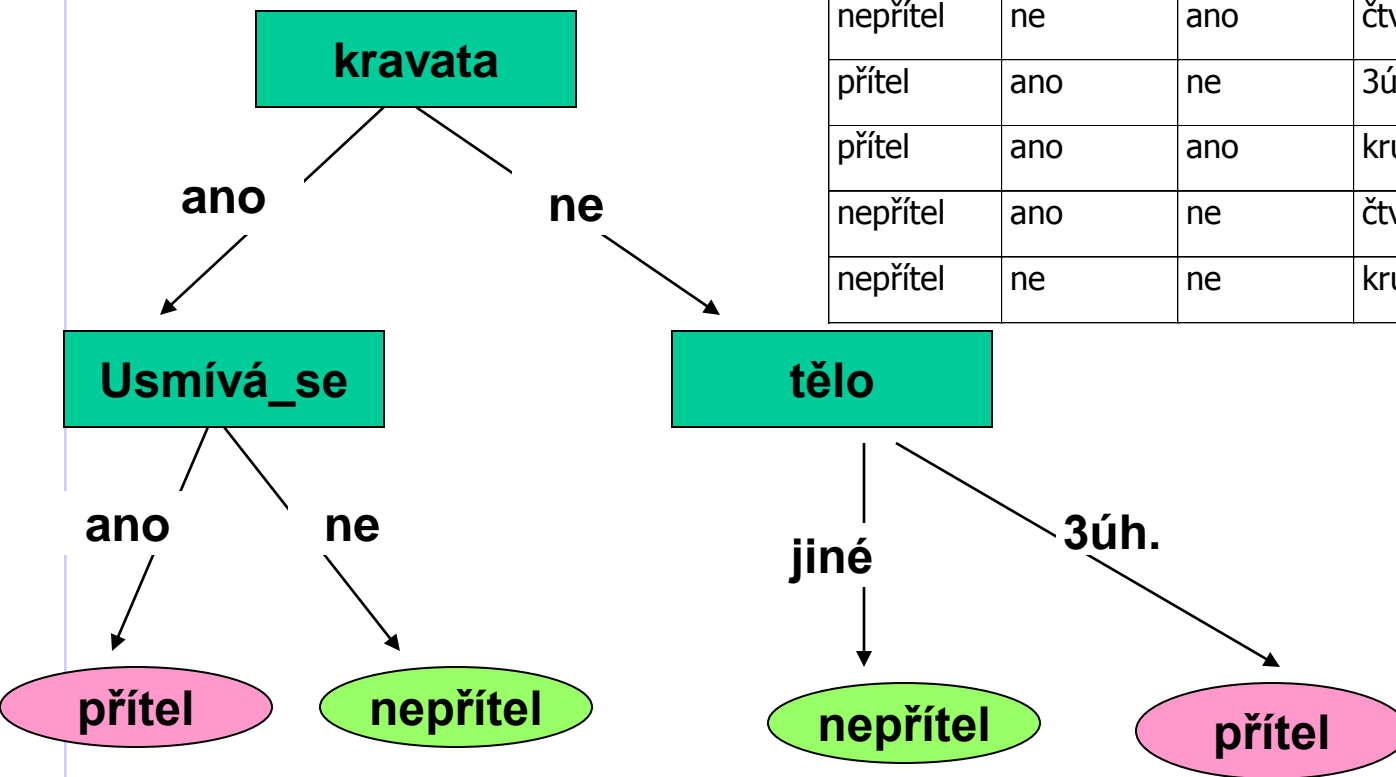 nepřítel ne ano
přítel ano ne
přítel ano ano
nepřítel ano ne
nepřítel ne ne
kravata
ano ne
Usmívá_se tělo
ano ne jiné 3úh.
přítel nepřítel nepřítel přítel